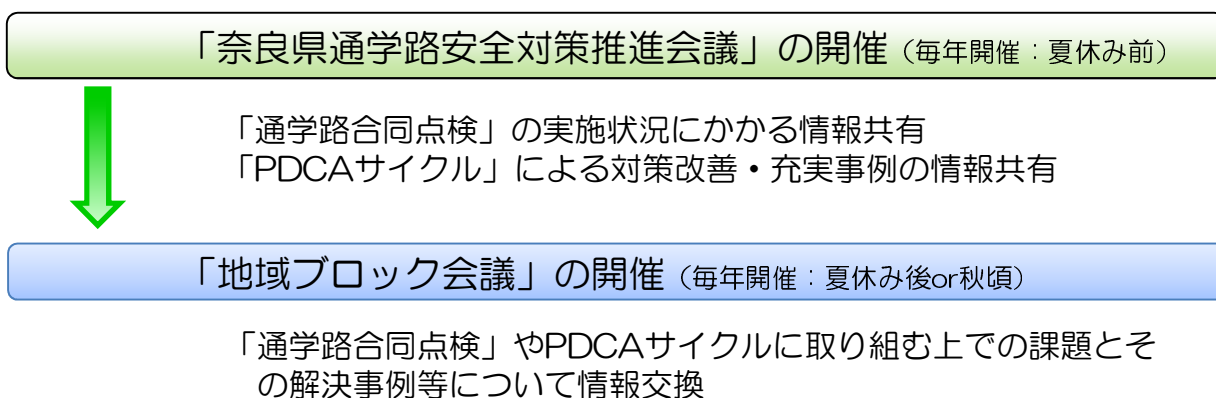 「奈良県通学路安全対策推進会議」の開催（毎年開催：夏休み前）
「通学路合同点検」の実施状況にかかる情報共有
「PDCAサイクル」による対策改善・充実事例の情報共有
「地域ブロック会議」の開催（毎年開催：夏休み後or秋頃）
「通学路合同点検」やPDCAサイクルに取り組む上での課題とそ
の解決事例等について情報交換